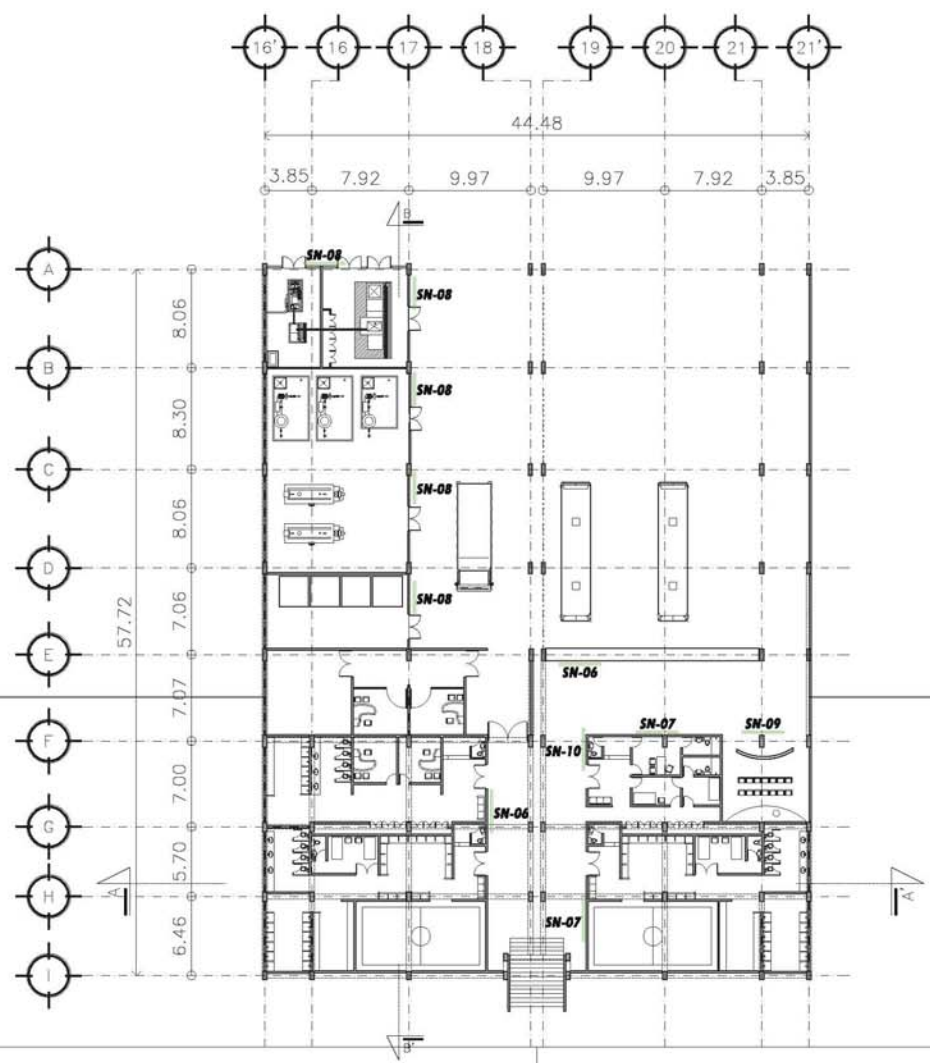 16' 16 17 18 19 20 21 21'
44.48
3.85 7.92 9.97 9.97 7.92 3.85
B
SN-08
A
SN-08
8.06
B
SN-08
8.30
C
SN-08
8.06
D
SN-08
7.06
57.72
E
SN-06
7.07
SN-07 SN-09
F
SN-10
7.00
SN-06
G
5.70
A A'
H
SN-07
6.46
I
B'